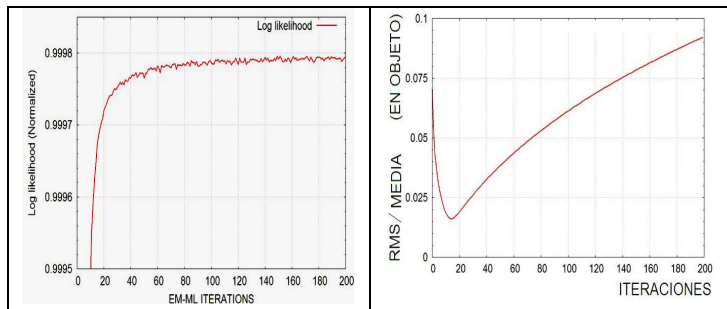 Log likelihood
Log likelihood (Normalized)
0.9998
0.9997
0.9996
0.9995
0 20 40 60 80 100 120 140 160 180 200
EM-ML ITERATIONS
RMS/ MEDIA (EN OBJETO)
0.1
0.075
0.05
0.025
0
0 20 40 60 80 100 120 140 160 180 200
ITERACIONES